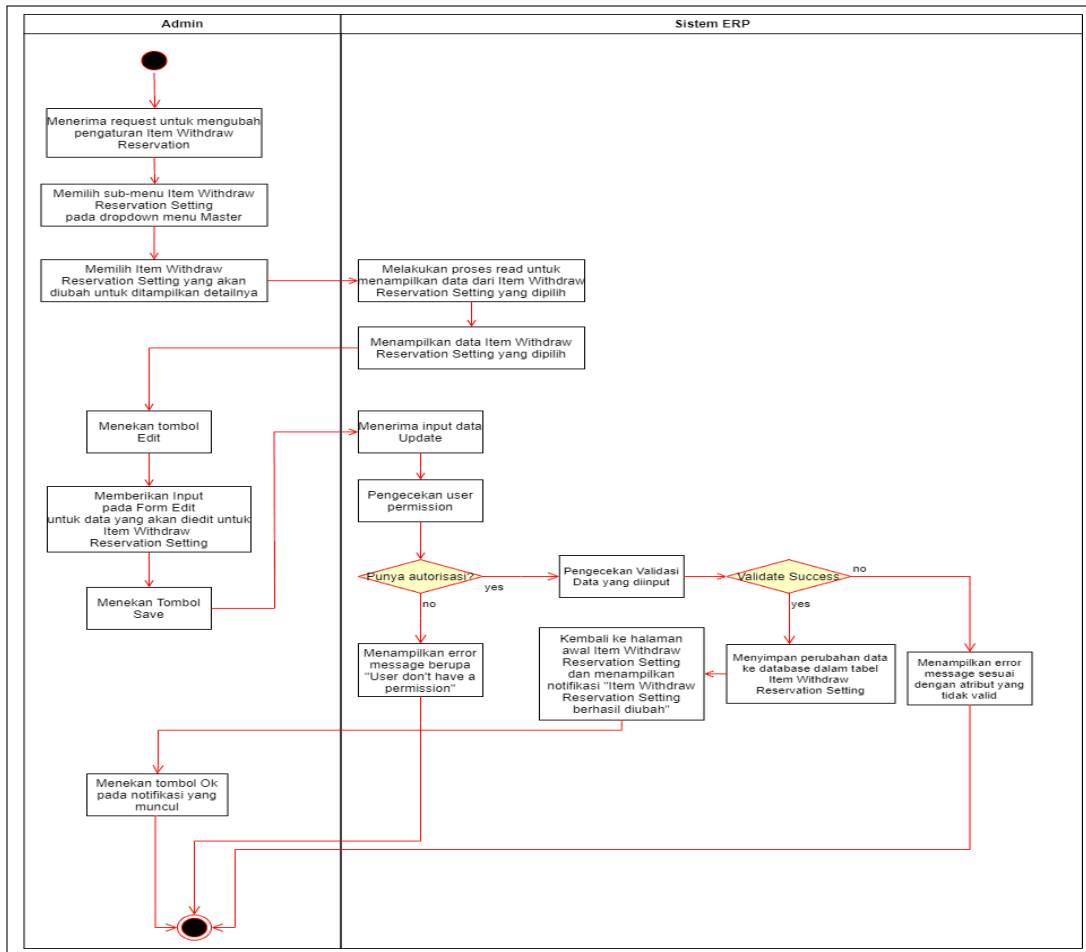 Admin
Sistem ERP
Menerima request untuk mengubah
pengaturan Item Withdraw
Reservation
Memilih sub-menu Item Withdraw
Reservation Setting
pada dropdown menu Master
Memilih Item Withdraw
Reservation Setting yang akan
diubah untuk ditampilkan detailnya
Melakukan proses read untuk
menampilkan data dari Item Withdraw
Reservation Setting yang dipilih
Menampilkan data Item Withdraw
Reservation Setting yang dipilih
Menekan tombol
Edit
Memberikan Input
pada Form Edit
untuk data yang akan diedit untuk
Item Withdraw
Reservation Setting
Menekan Tombol
Save
Menerima input data
Update
Pengecekan user
permission
Punya autorisasi?
yes
no
Pengecekan Validasi
Data yang diinput
Validate Success
no
yes
Menampilkan error
message berupa
"User don't have a
permission"
Kembali ke halaman
awal Item Withdraw
Reservation Setting
dan menampilkan
notifikasi "Item Withdraw
Reservation Setting
berhasil diubah"
Menyimpan perubahan data
ke database dalam tabel
Item Withdraw
Reservation Setting
Menampilkan error
message sesuai
dengan atribut yang
tidak valid
Menekan tombol Ok
pada notifikasi yang
muncul